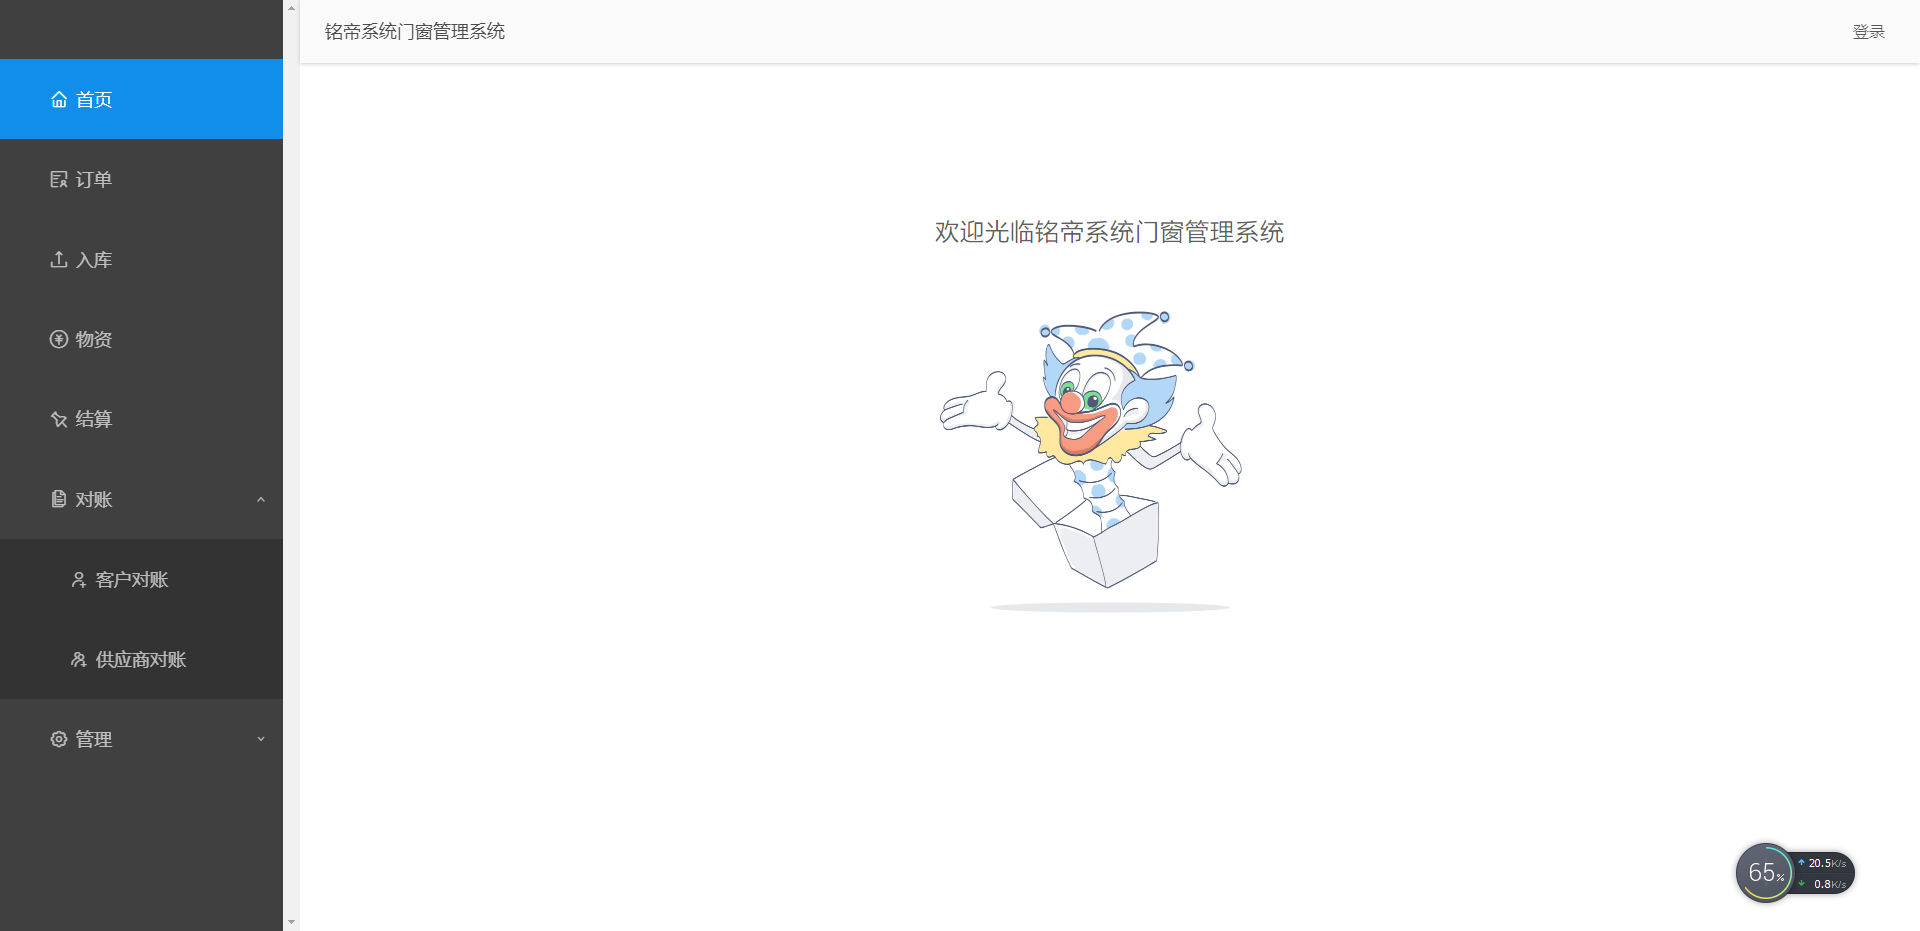 铭帝系统门窗管理系统
登录
首页
订单
入库
物资
结算
对账
客户对账
供应商对账
管理
欢迎光临铭帝系统门窗管理系统
65%
20.5K/s
0.8K/s